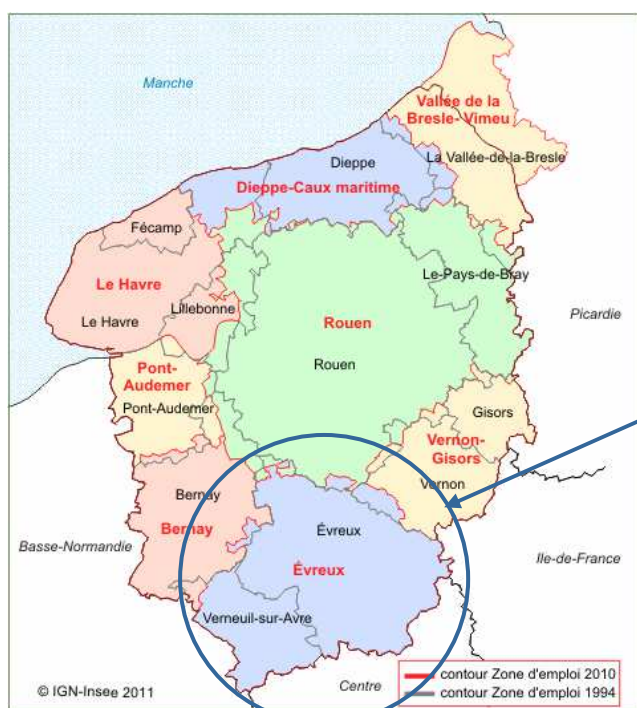 Manche
Vallée de la
Bresle- Vimeu
La Vallée-de-la-Bresle
Dieppe
Dieppe-Caux maritime
Fécamp
Le-Pays-de-Bray
Le Havre
Lillebonne
Le Havre
Rouen
Picardie
Rouen
Pont-
Audemer
Pont-Audemer
Gisors
Vernon-
Gisors
Vernon
Bernay
Bernay
Évreux
Basse-Normandie
Ile-de-France
Évreux
Verneuil-sur-Avre
contour Zone d'emploi 2010
contour Zone d'emploi 1994
Centre
© IGN-Insee 2011